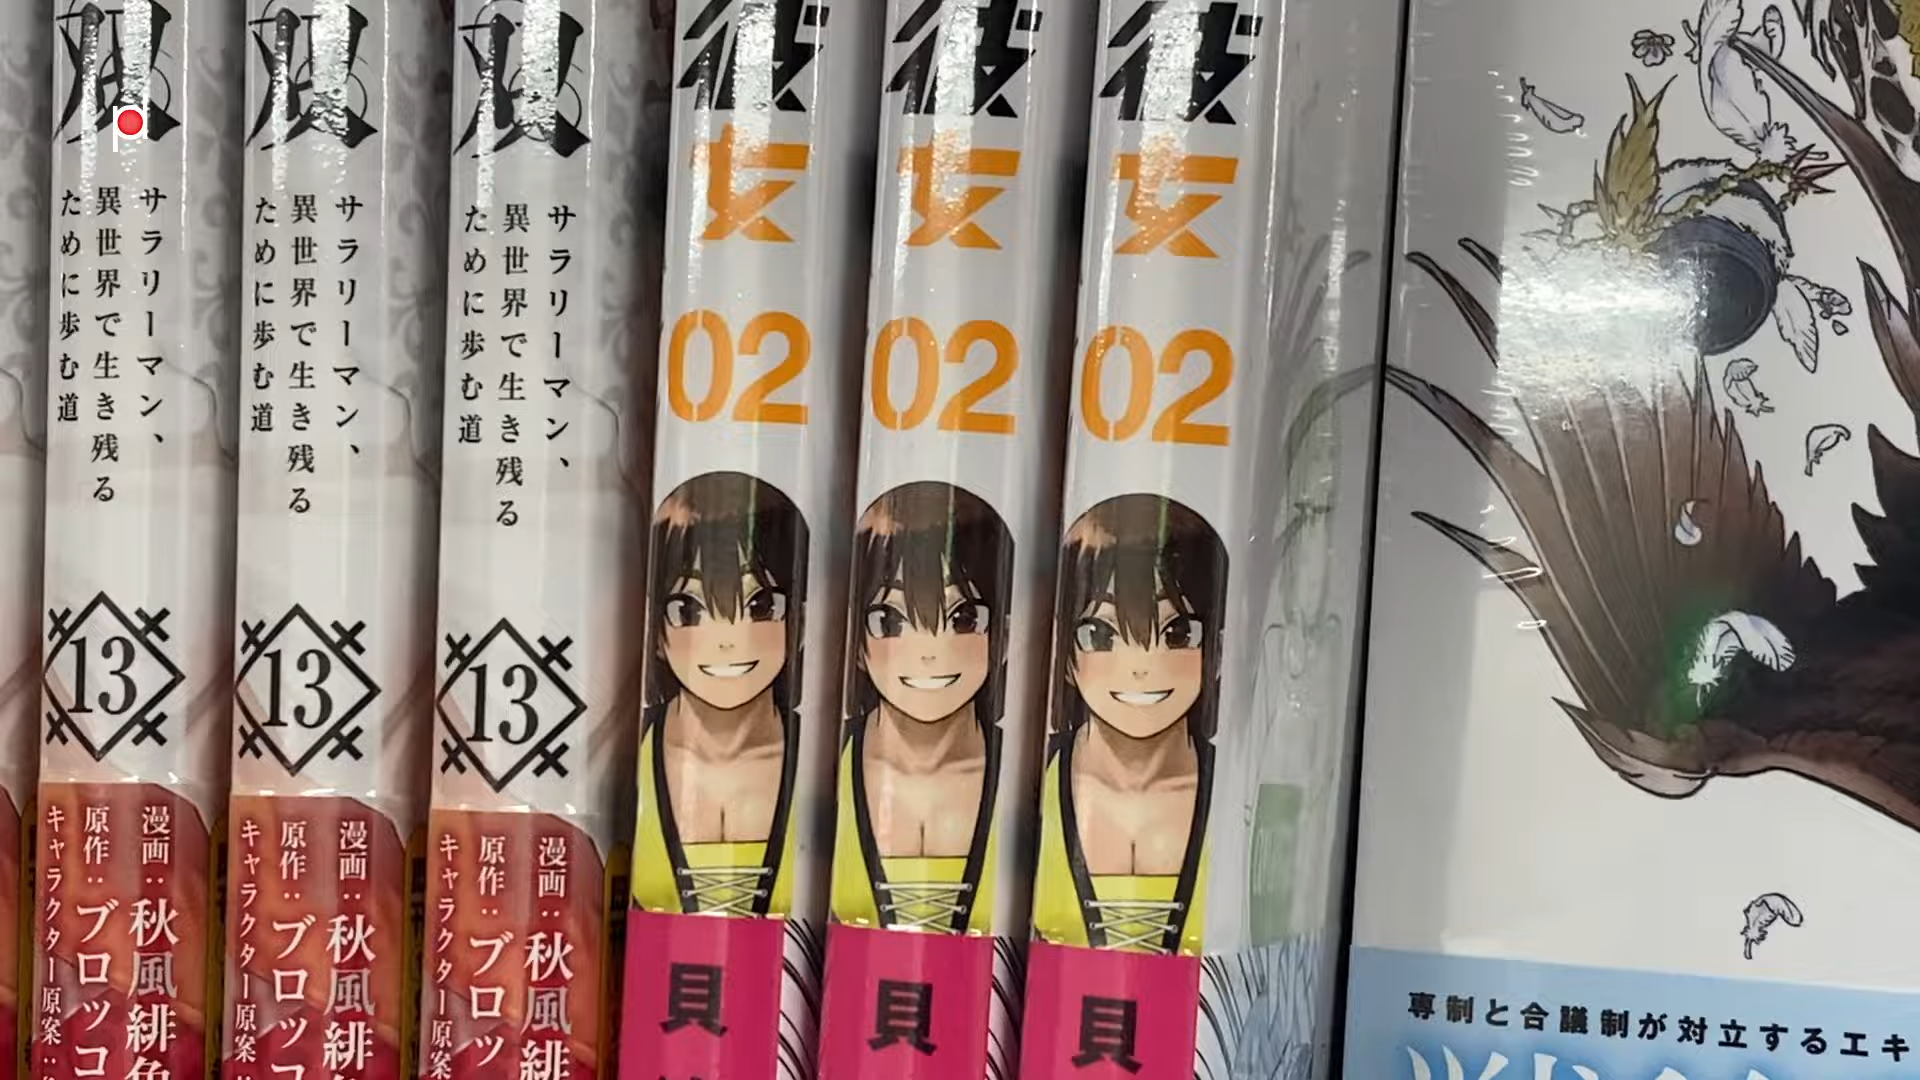 サラリーマン、
異世界で生き残る
ために歩む道
13
漫画:秋風緋色
原作:ブロッコ
キャラクター原案:
サラリーマン、
異世界で生き残る
ために歩む道
13
漫画:秋風緋
原作:ブロッコ
キャラクター原案:
サラリーマン、
異世界で生き残る
ために歩む道
13
漫画:秋風緋
原作:ブロッ
キャラクター原案
彼女
02
貝
彼女
02
貝
彼女
02
貝
専制と合議制が対立するエキ